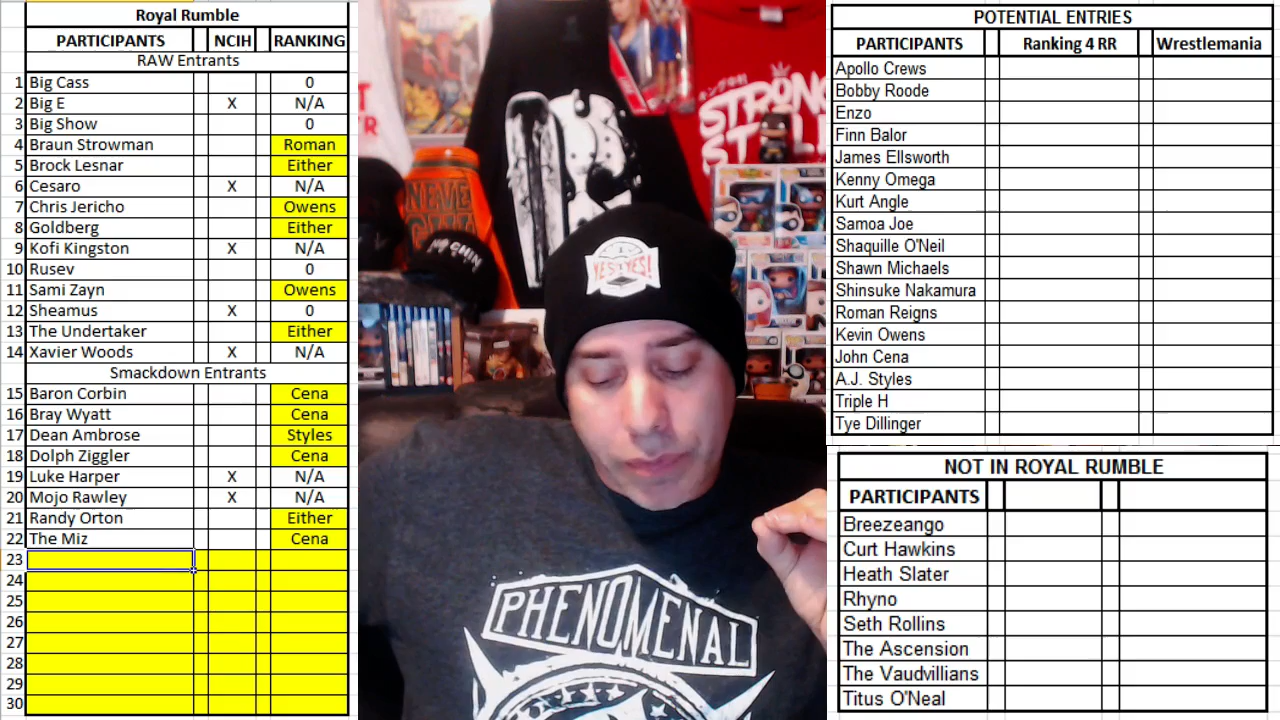 Royal Rumble
PARTICIPANTS NCIH RANKING
RAW Entrants
1 Big Cass 0
2 Big E X N/A
3 Big Show 0
4 Braun Strowman Roman
5 Brock Lesnar Either
6 Cesaro X N/A
7 Chris Jericho Owens
8 Goldberg Either
9 Kofi Kingston X N/A
10 Rusev 0
11 Sami Zayn Owens
12 Sheamus X 0
13 The Undertaker Either
14 Xavier Woods X N/A
Smackdown Entrants
15 Baron Corbin Cena
16 Bray Wyatt Cena
17 Dean Ambrose Styles
18 Dolph Ziggler Cena
19 Luke Harper X N/A
20 Mojo Rawley X N/A
21 Randy Orton Either
22 The Miz Cena
23
24
25
26
27
28
29
30
STRONG
STYLE
YES! YES!
PHENOMENAL
POTENTIAL ENTRIES
PARTICIPANTS Ranking 4 RR Wrestlemania
Apollo Crews
Bobby Roode
Enzo
Finn Balor
James Ellsworth
Kenny Omega
Kurt Angle
Samoa Joe
Shaquille O'Neil
Shawn Michaels
Shinsuke Nakamura
Roman Reigns
Kevin Owens
John Cena
A.J. Styles
Triple H
Tye Dillinger
NOT IN ROYAL RUMBLE
PARTICIPANTS
Breezeango
Curt Hawkins
Heath Slater
Rhyno
Seth Rollins
The Ascension
The Vaudvillians
Titus O'Neal